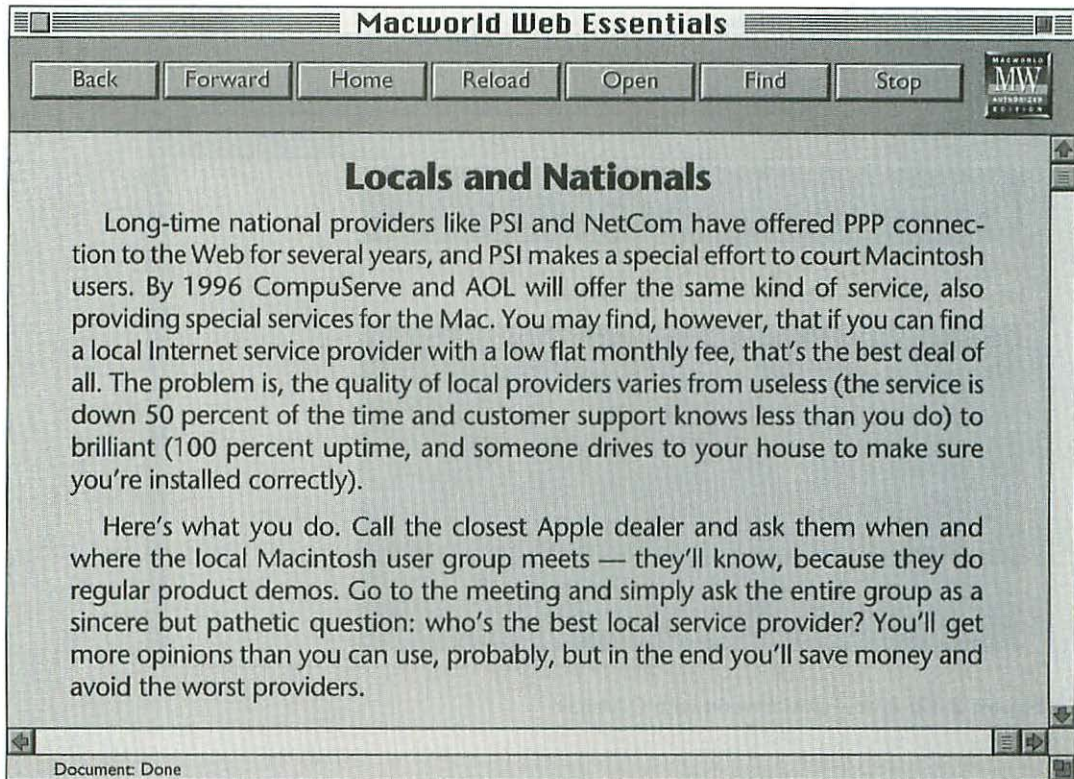 Macworld Web Essentials
Back Forward Home Reload Open Find Stop
MACWORLD
MW
AUTHORIZED
EDITION
Locals and Nationals
Long-time national providers like PSI and NetCom have offered PPP connec-
tion to the Web for several years, and PSI makes a special effort to court Macintosh
users. By 1996 CompuServe and AOL will offer the same kind of service, also
providing special services for the Mac. You may find, however, that if you can find
a local Internet service provider with a low flat monthly fee, that's the best deal of
all. The problem is, the quality of local providers varies from useless (the service is
down 50 percent of the time and customer support knows less than you do) to
brilliant (100 percent uptime, and someone drives to your house to make sure
you're installed correctly).
Here's what you do. Call the closest Apple dealer and ask them when and
where the local Macintosh user group meets — they'll know, because they do
regular product demos. Go to the meeting and simply ask the entire group as a
sincere but pathetic question: who's the best local service provider? You'll get
more opinions than you can use, probably, but in the end you'll save money and
avoid the worst providers.
Document: Done